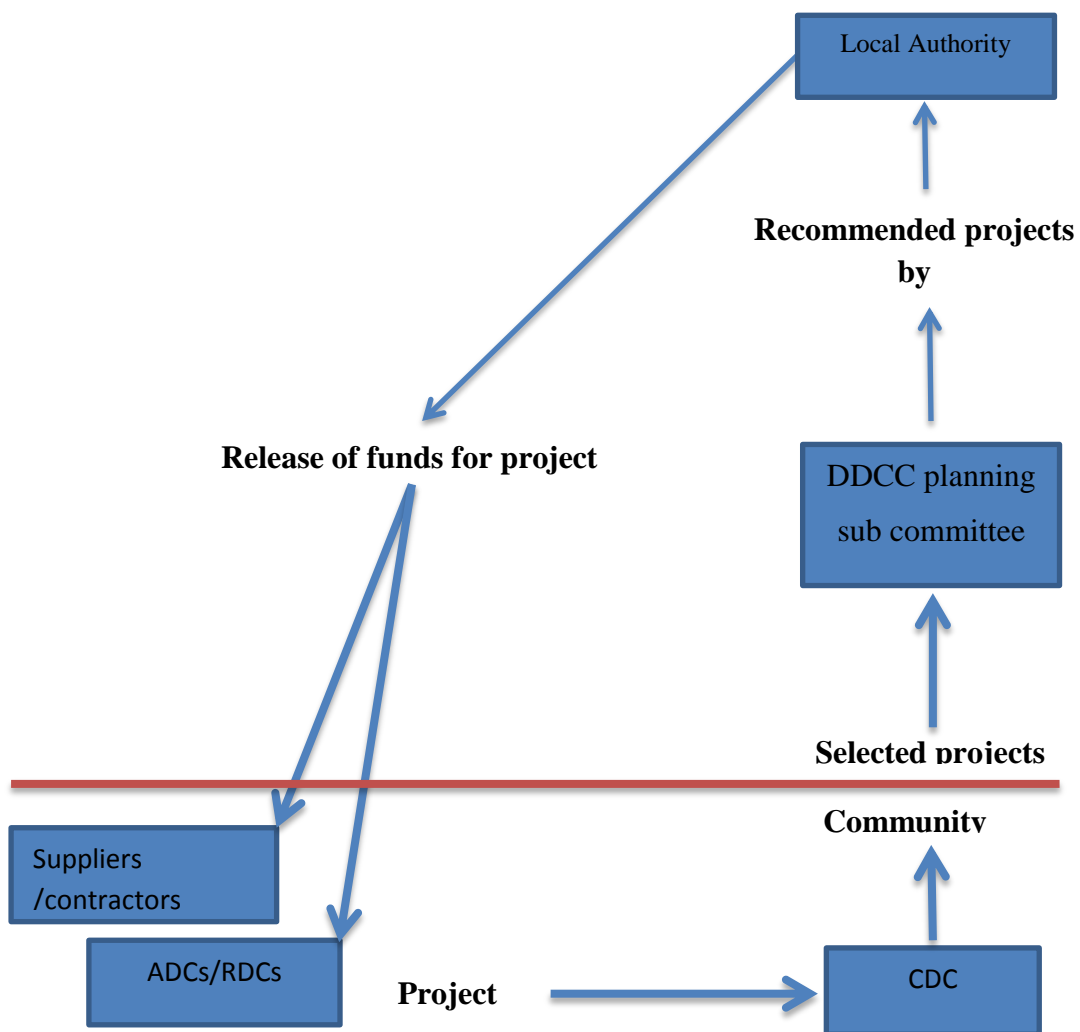 Local Authority
Recommended projects
by
Release of funds for project
DDCC planning
sub committee
Selected projects
Community
Suppliers
/contractors
ADCs/RDCs
Project
CDC